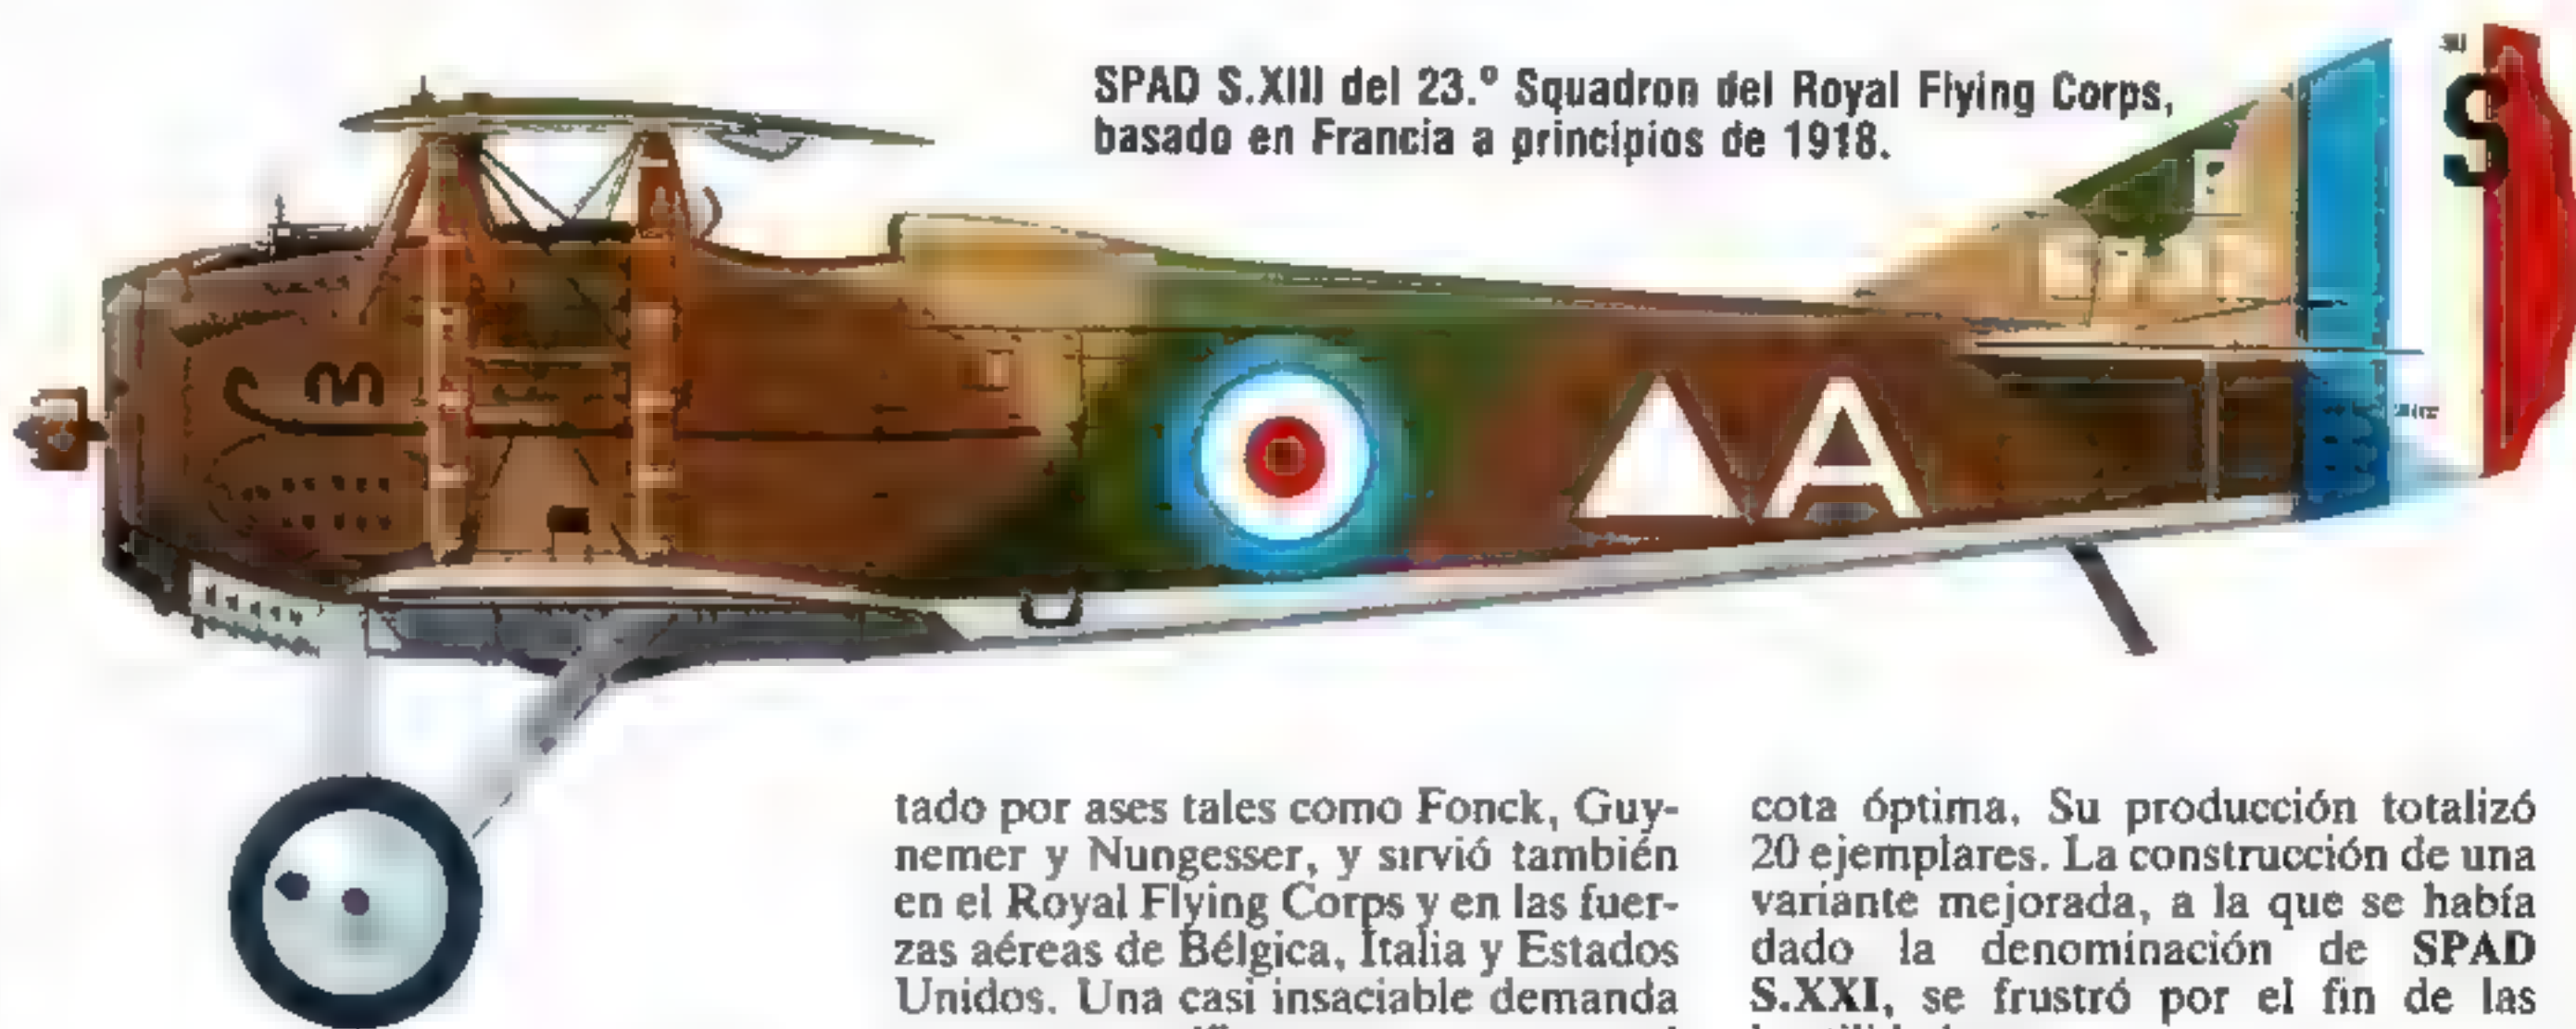 SPAD S.XIII del 23.º Squadron del Royal Flying Corps,
basado en Francia a principios de 1918.
S
3
A
tado por ases tales como Fonck, Guy-
nemer y Nungesser, y sirvió también
en el Royal Flying Corps y en las fuer-
zas aéreas de Bélgica, Italia y Estados
Unidos. Una casi insaciable demanda
cota óptima. Su producción totalizó
20 ejemplares. La construcción de una
variante mejorada, a la que se había
dado la denominación de SPAD
S.XXI, se frustró por el fin de las